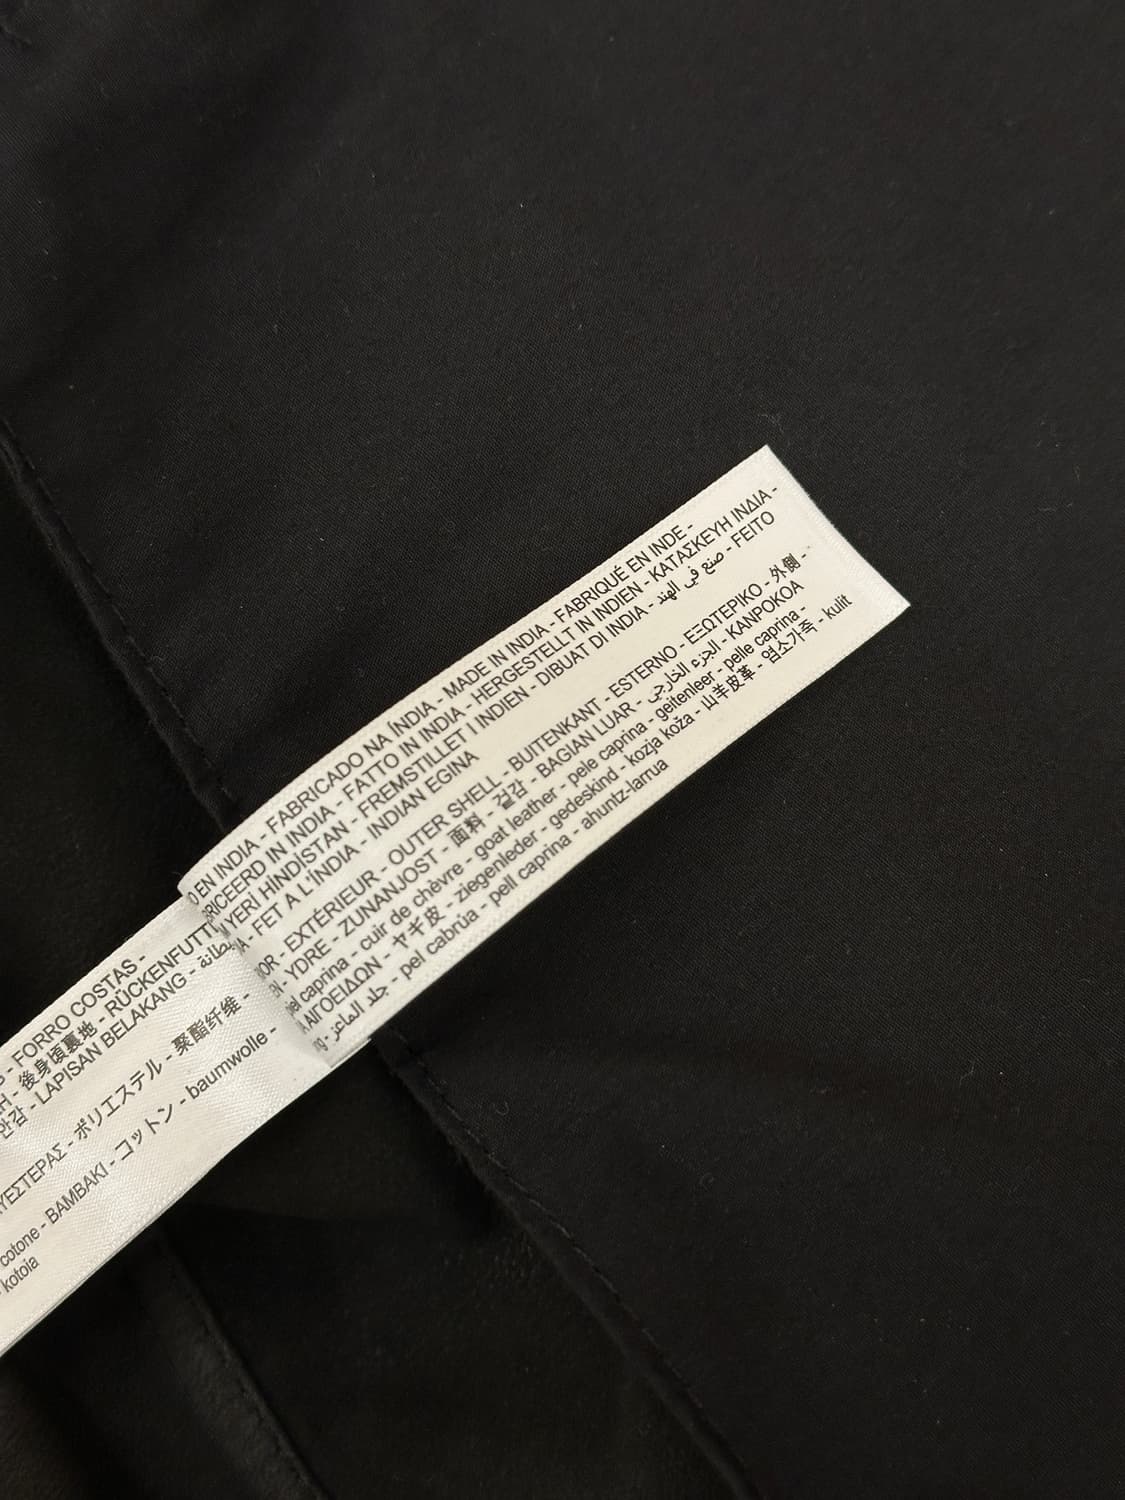 EN INDIA - FABRICADO NA ÍNDIA - MADE IN INDIA - FABRIQUÉ EN INDE -
RICEERD IN INDIA - FATTO IN INDIA - HERGESTELLT IN INDIEN - ΚΑΤΑΣΚΕΥΗ ΙΝΔΙΑ -
YERİ HİNDİSTAN - FREMSTILLET I INDIEN - DIBUAT DI INDIA - صنع في الهند - FEITO
- FET A L'ÍNDIA - INDIAN EGINA
IOR - EXTÉRIEUR - OUTER SHELL - BUITENKANT - ESTERNO - ΕΞΩΤΕΡΙΚΟ - 外側 -
- YDRE - ZUNANJOST - 面料 - 겉감 - BAGIAN LUAR - الجزء الخارجي - KANPOKOA
el caprina - cuir de chèvre - goat leather - pele caprina - geitenleer - pelle caprina -
ΑΙΓΟΕΙΔΩΝ - ヤギ皮 - ziegenleder - gedeskind - kozja koža - 山羊皮革 - 염소가죽 - kulit
جلد الماعز - pel cabrúa - pell caprina - ahuntz-larrua
- FORRO COSTAS -
- 後身頃裏地 - RÜCKENFUTT
안감 - LAPISAN BELAKANG -
ΥΕΣΤΕΡΑΣ - ポリエステル - 聚酯纤维 -
cotone - ΒΑΜΒΑΚΙ - コットン - baumwolle -
- kotoia